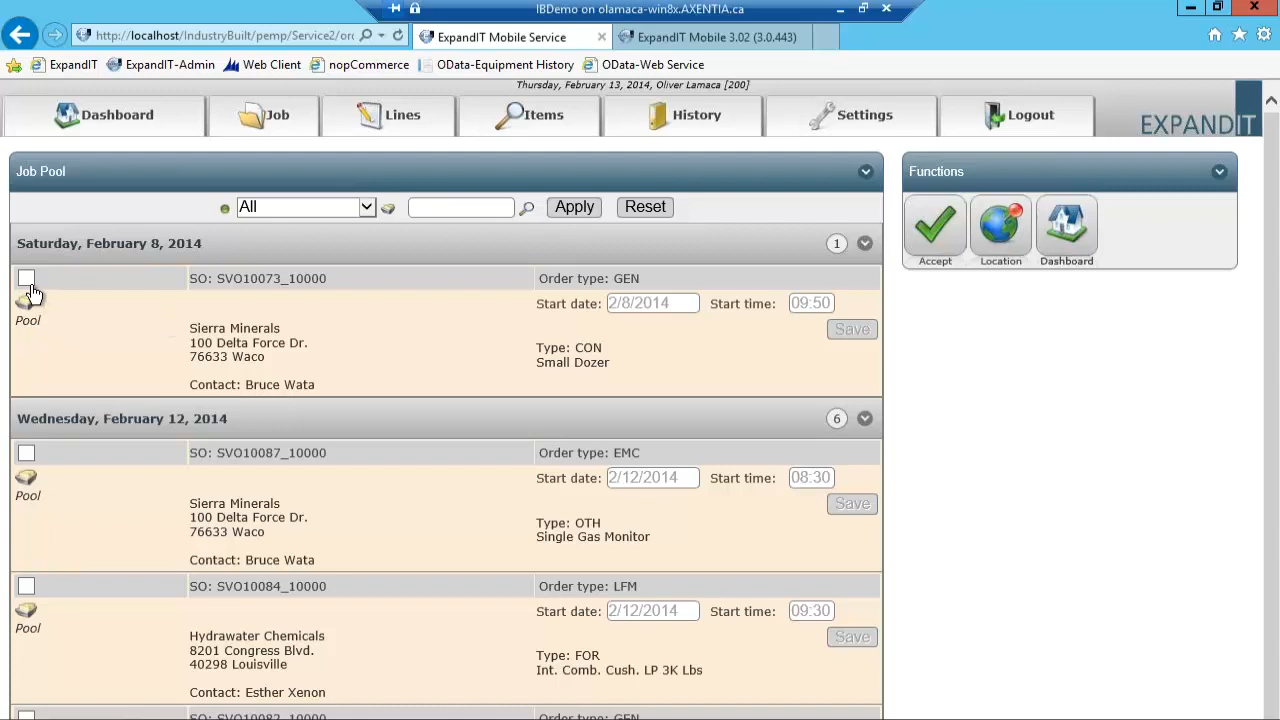 IBDemo on olamaca-win8x.AXENTIA.ca
http://localhost/IndustryBuilt/pemp/Service2/or
ExpandIT Mobile Service
ExpandIT Mobile 3.02 (3.0.443)
ExpandIT
ExpandIT-Admin
Web Client
nopCommerce
OData-Equipment History
OData-Web Service
Thursday, February 13, 2014, Oliver Lamaca [200]
Dashboard
Job
Lines
Items
History
Settings
Logout
EXPANDIT
Job Pool
All
Apply
Reset
Functions
Accept
Location
Dashboard
Saturday, February 8, 2014
1
SO: SVO10073_10000
Order type: GEN
Start date: 2/8/2014 Start time: 09:50
Pool
Save
Sierra Minerals
100 Delta Force Dr.
76633 Waco
Type: CON
Small Dozer
Contact: Bruce Wata
Wednesday, February 12, 2014
6
SO: SVO10087_10000
Order type: EMC
Start date: 2/12/2014 Start time: 08:30
Pool
Save
Sierra Minerals
100 Delta Force Dr.
76633 Waco
Type: OTH
Single Gas Monitor
Contact: Bruce Wata
SO: SVO10084_10000
Order type: LFM
Start date: 2/12/2014 Start time: 09:30
Pool
Save
Hydrawater Chemicals
8201 Congress Blvd.
40298 Louisville
Type: FOR
Int. Comb. Cush. LP 3K Lbs
Contact: Esther Xenon
SO: SVO10082_10000
Order type: GEN